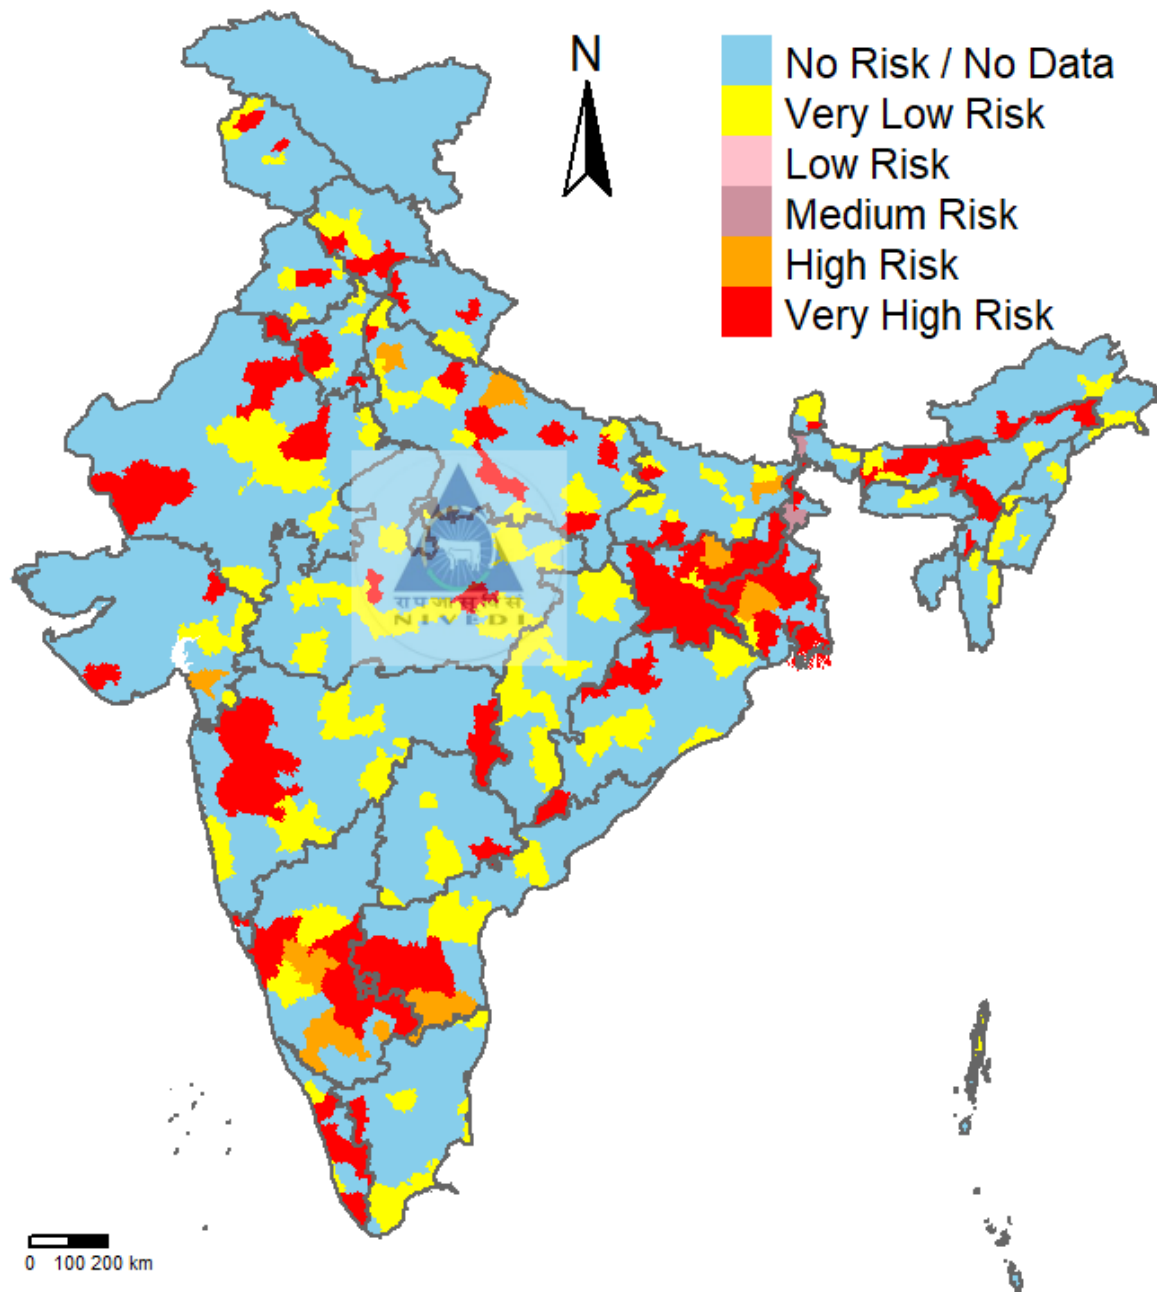 N
No Risk / No Data
Very Low Risk
Low Risk
Medium Risk
High Risk
Very High Risk
NIVEDI
0 100 200 km